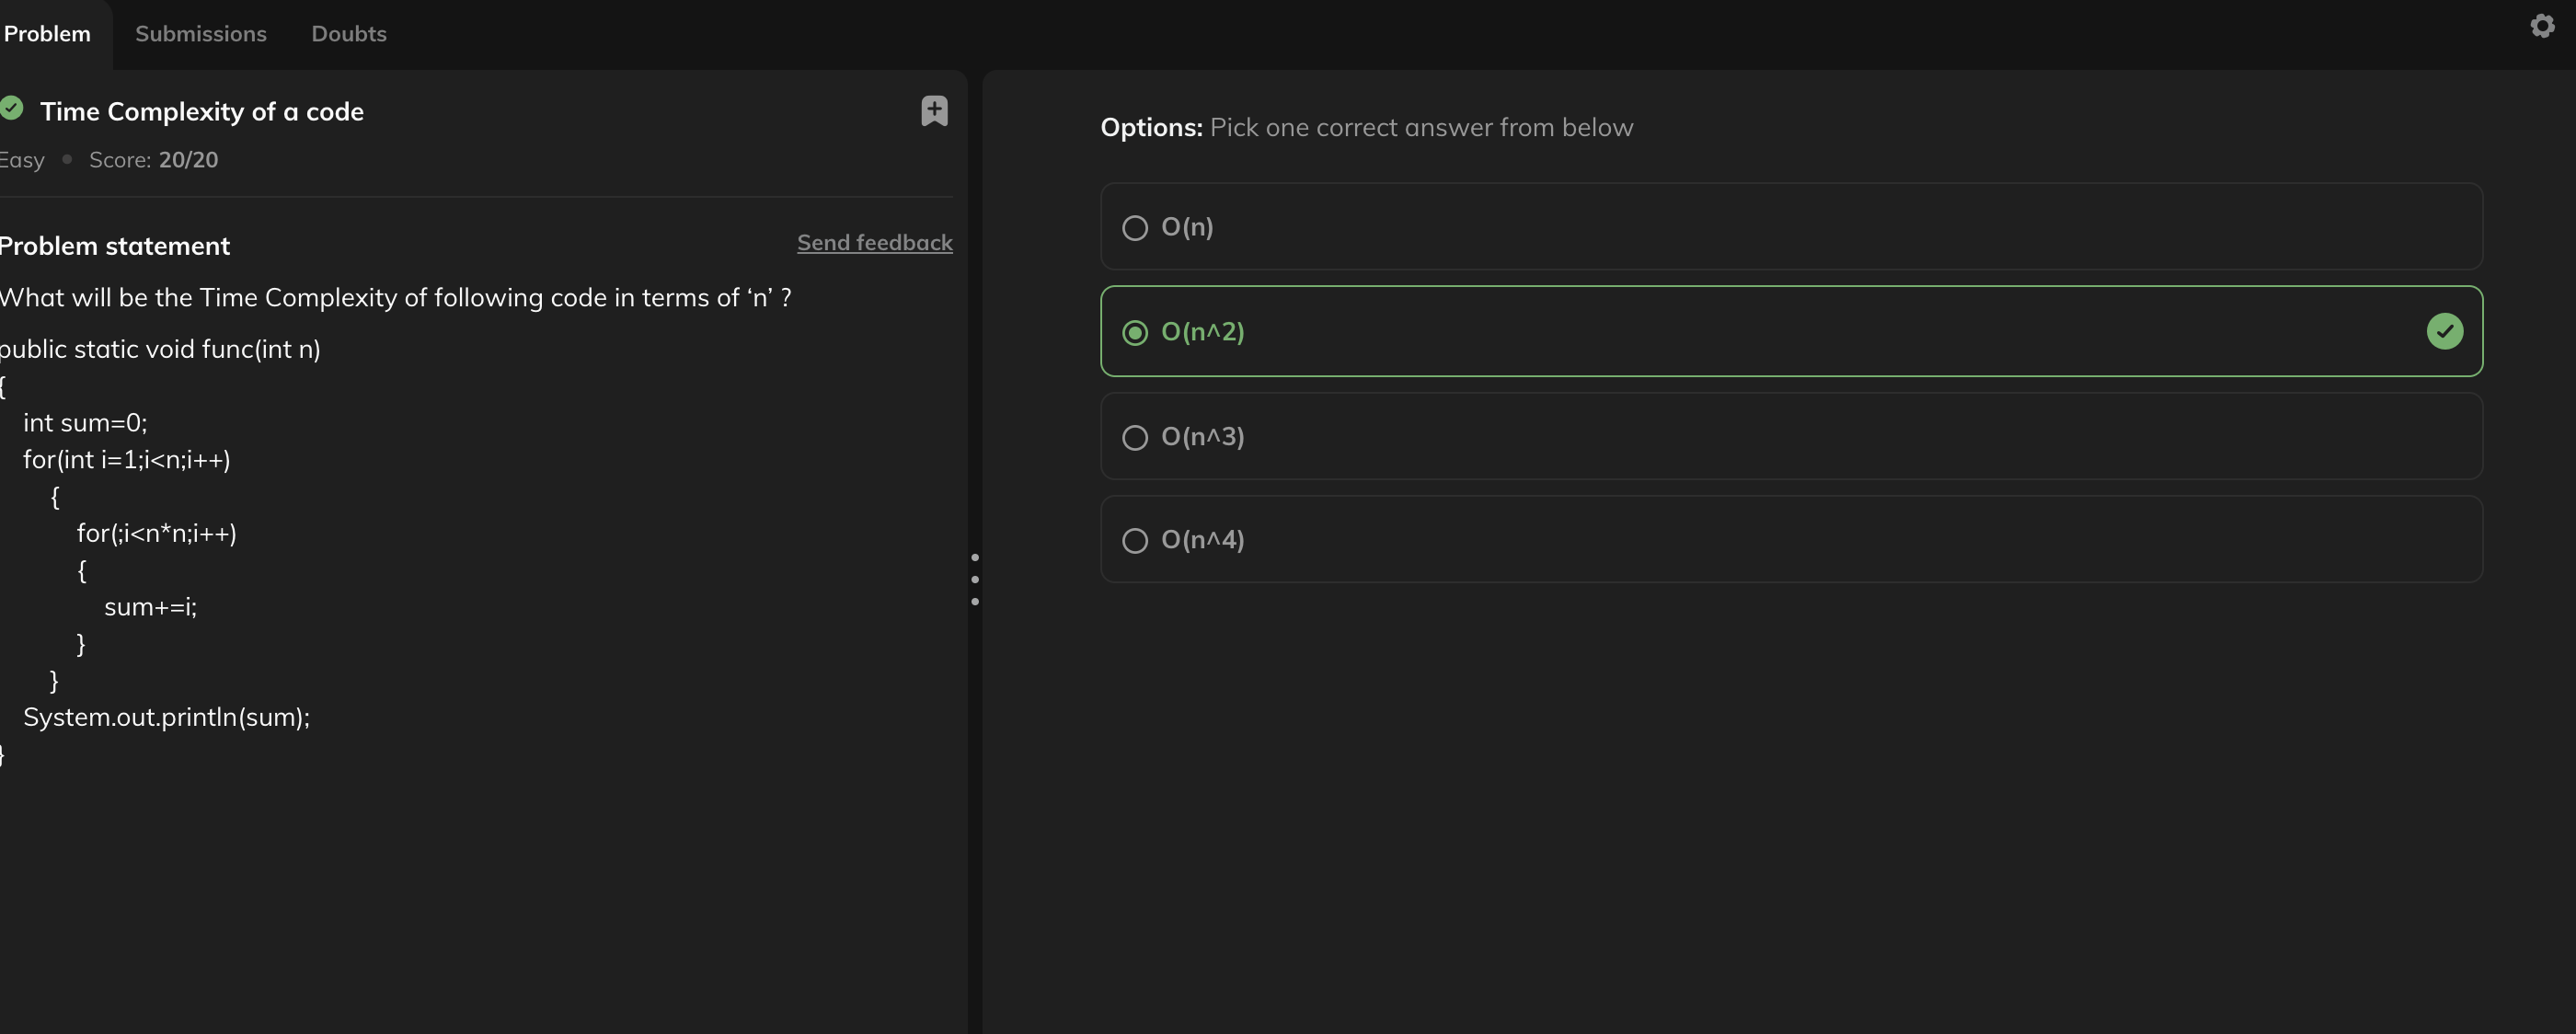 Problem Submissions Doubts
Time Complexity of a code
Easy • Score: 20/20
Problem statement
Send feedback
What will be the Time Complexity of following code in terms of ‘n’ ?
public static void func(int n)
{
int sum=0;
for(int i=1;i<n;i++)
{
for(;i<n*n;i++)
{
sum+=i;
}
}
System.out.println(sum);
}
Options: Pick one correct answer from below
O(n)
O(n^2)
O(n^3)
O(n^4)